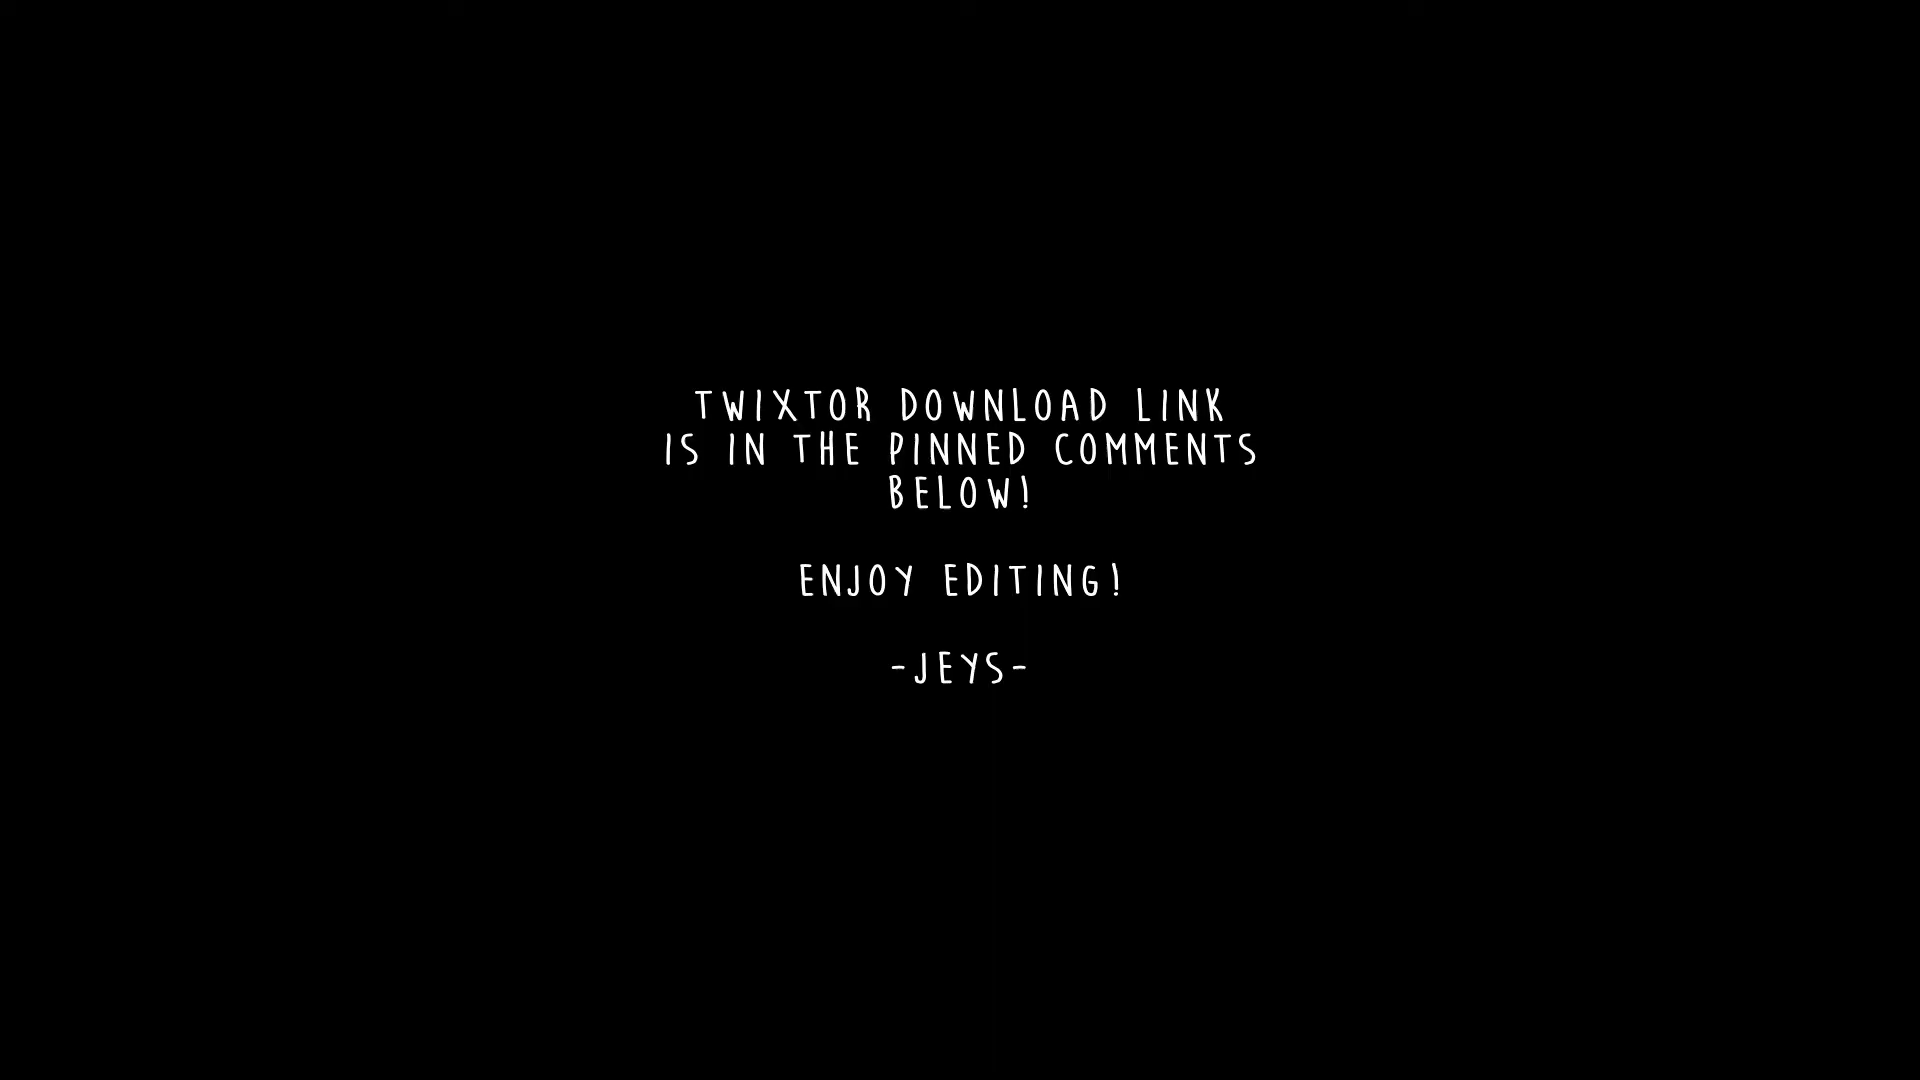 TWIXTOR DOWNLOAD LINK
IS IN THE PINNED COMMENTS
BELOW!
ENJOY EDITING!
-JEYS-